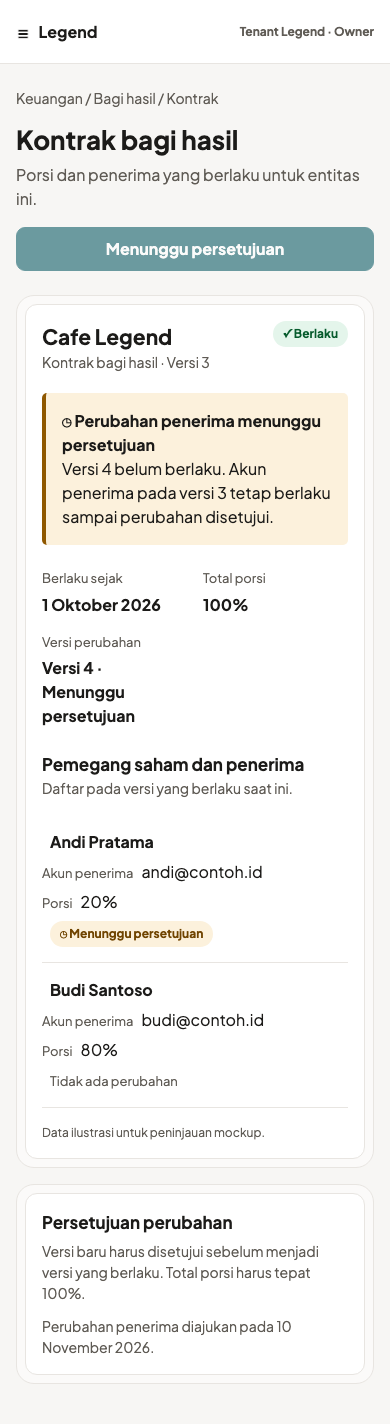 ≡ Legend
Tenant Legend · Owner
Keuangan / Bagi hasil / Kontrak
Kontrak bagi hasil
Porsi dan penerima yang berlaku untuk entitas
ini.
Menunggu persetujuan
Cafe Legend
✓Berlaku
Kontrak bagi hasil · Versi 3
◷ Perubahan penerima menunggu
persetujuan
Versi 4 belum berlaku. Akun
penerima pada versi 3 tetap berlaku
sampai perubahan disetujui.
Berlaku sejak
Total porsi
1 Oktober 2026
100%
Versi perubahan
Versi 4 ·
Menunggu
persetujuan
Pemegang saham dan penerima
Daftar pada versi yang berlaku saat ini.
Andi Pratama
Akun penerima andi@contoh.id
Porsi 20%
◷ Menunggu persetujuan
Budi Santoso
Akun penerima budi@contoh.id
Porsi 80%
Tidak ada perubahan
Data ilustrasi untuk peninjauan mockup.
Persetujuan perubahan
Versi baru harus disetujui sebelum menjadi
versi yang berlaku. Total porsi harus tepat
100%.
Perubahan penerima diajukan pada 10
November 2026.